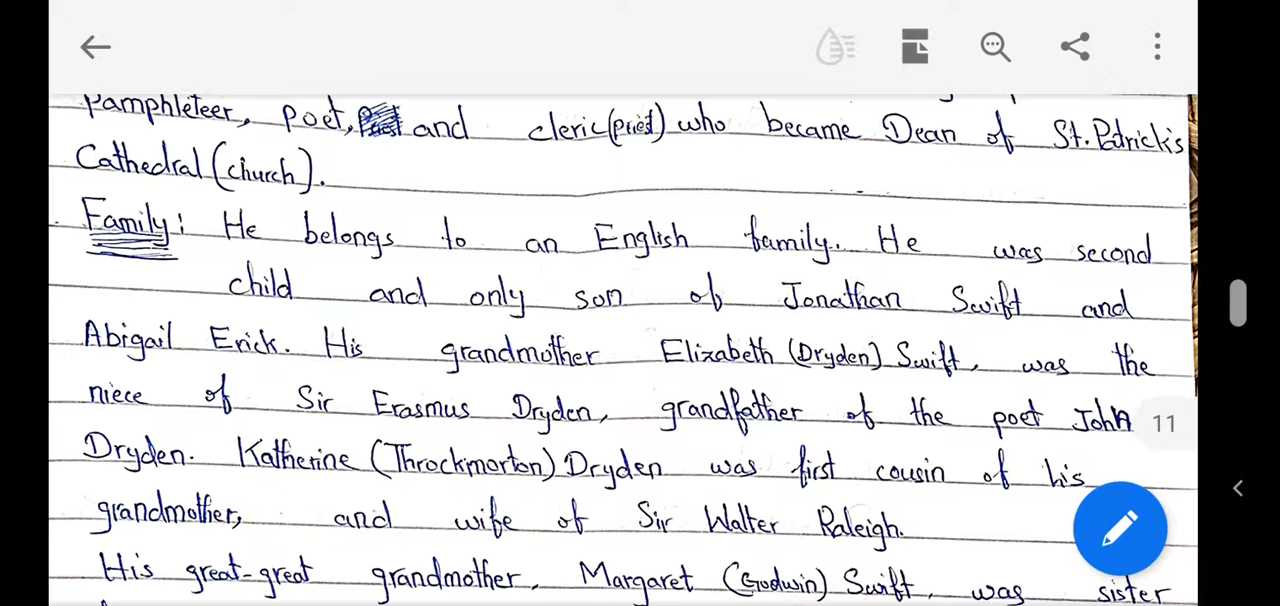 Pamphleteer, poet, and cleric(priest) who became Dean of St.Patrick's
Cathedral (church).
Family: He belongs to an English family. He was second
child and only son of Jonathan Swift and
Abigail Erick. His grandmother Elizabeth (Dryden) Swift, was the
niece of Sir Erasmus Dryden, grandfather of the poet John
11
Dryden. Katherine (Throckmorton) Dryden was first cousin of his
grandmother, and wife of Sir Walter Raleigh.
His great-great grandmother, Margaret (Godwin) Swift, was sister